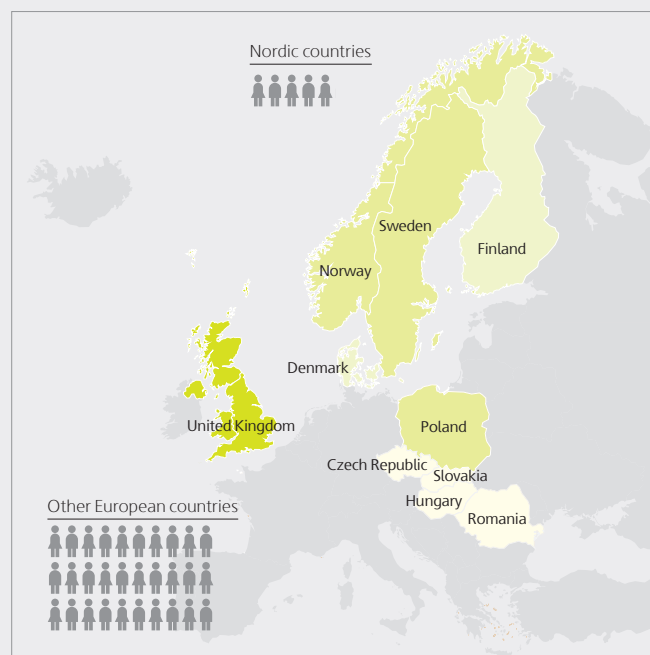 Nordic countries
Sweden
Finland
Norway
Denmark
United Kingdom
Poland
Czech Republic
Slovakia
Hungary
Romania
Other European countries